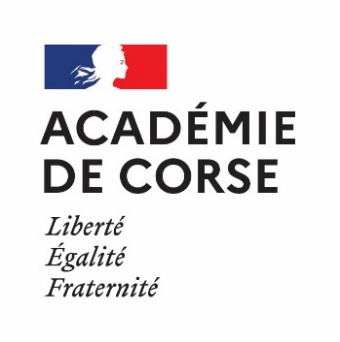 ACADÉMIE
DE CORSE
Liberté
Égalité
Fraternité